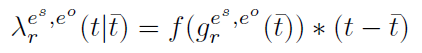 λ_r^{e^s,e^o}(t|t̄) = f(g_r^{e^s,e^o}(t̄)) * (t − t̄)